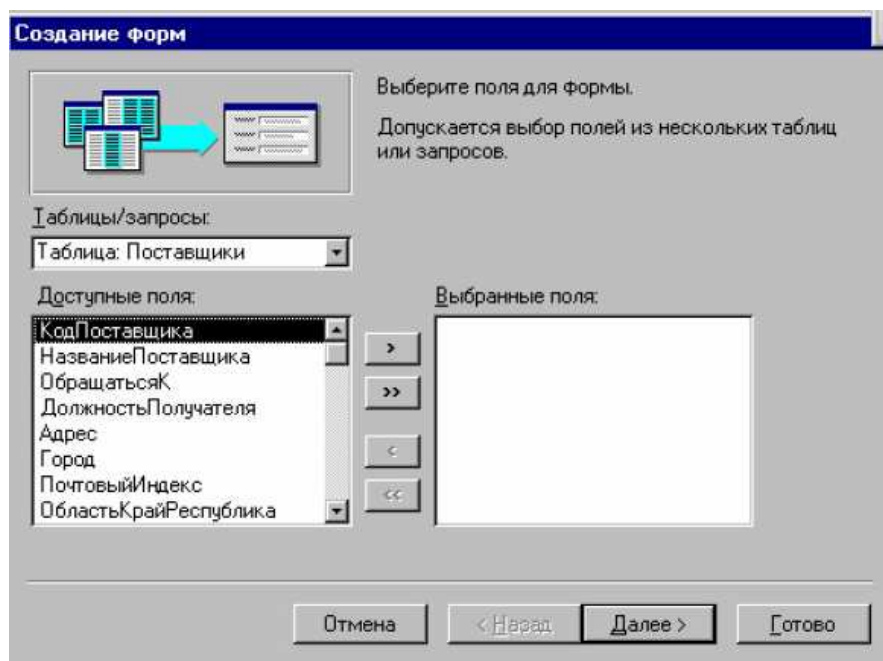 Создание форм
Выберите поля для формы.
Допускается выбор полей из нескольких таблиц
или запросов.
Таблицы/запросы:
Таблица: Поставщики
Доступные поля:
Выбранные поля:
КодПоставщика
НазваниеПоставщика
ОбращатьсяК
ДолжностьПолучателя
Адрес
Город
ПочтовыйИндекс
ОбластьКрайРеспублика
>
>>
<
<<
Отмена
< Назад
Далее >
Готово